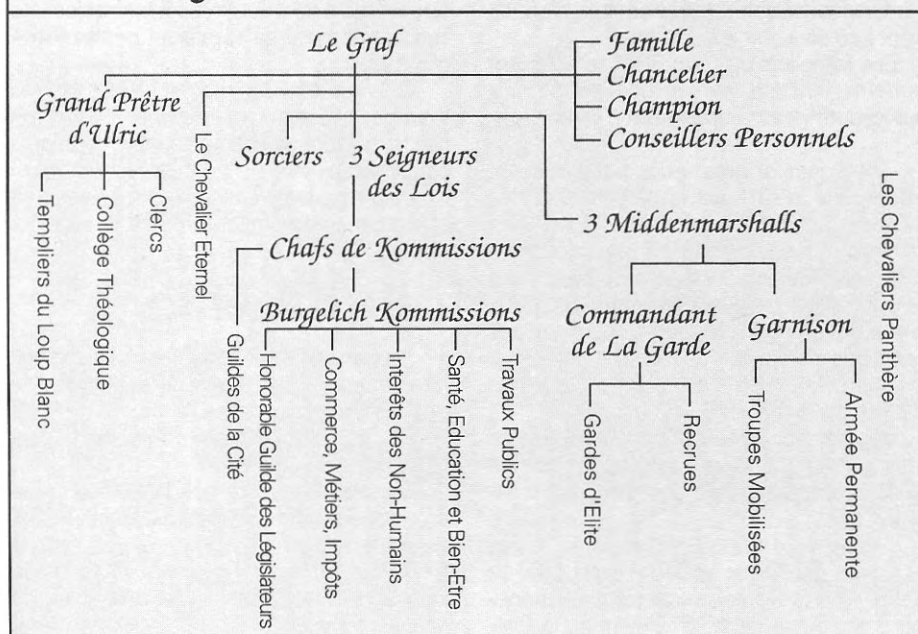 Le Graf
Famille
Chancelier
Champion
Conseillers Personnels
Grand Prêtre
d'Ulric
Templiers du Loup Blanc
Collège Théologique
Clercs
Le Chevalier Eternel
Sorciers
3 Seigneurs
des Lois
3 Middenmarshalls
Les Chevaliers Panthère
Chafs de Kommissions
Guildes de la Cité
Burgelich Kommissions
Honorable Guilde des Législateurs
Commerce, Métiers, Impôts
Interêts des Non-Humains
Santé, Education et Bien-Etre
Travaux Publics
Commandant
de La Garde
Gardes d'Elite
Recrues
Garnison
Troupes Mobilisées
Armée Permanente